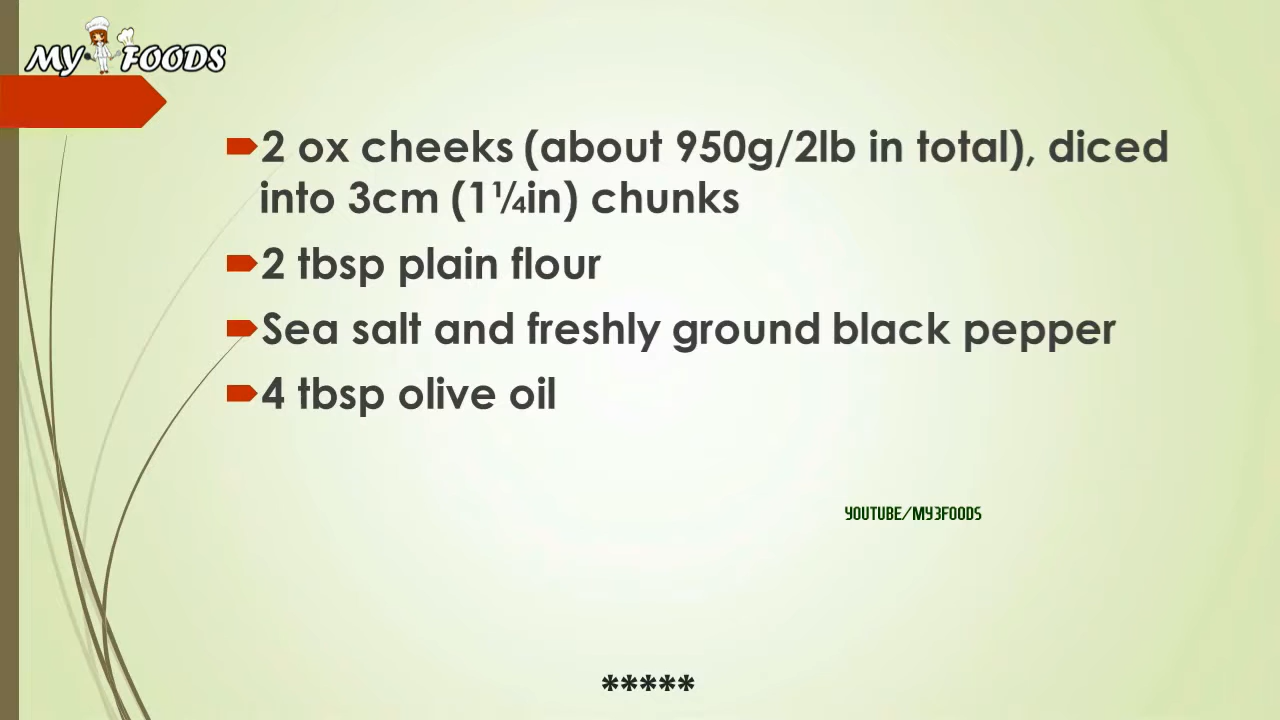 MY FOODS
2 ox cheeks (about 950g/2lb in total), diced
into 3cm (1¼in) chunks
2 tbsp plain flour
Sea salt and freshly ground black pepper
4 tbsp olive oil
YOUTUBE/MY3FOODS
*****